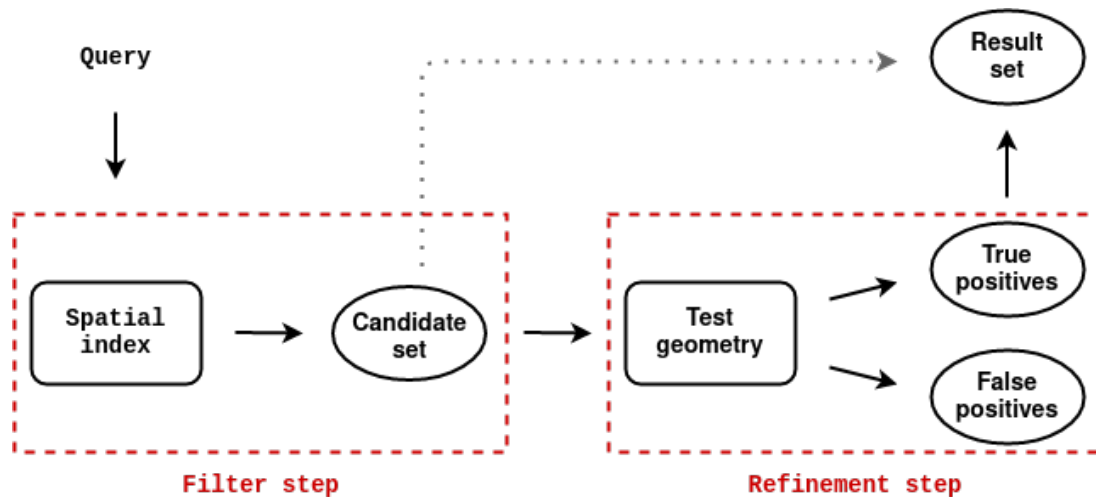 Query
Result
set
Spatial
index
Candidate
set
Test
geometry
True
positives
False
positives
Filter step
Refinement step